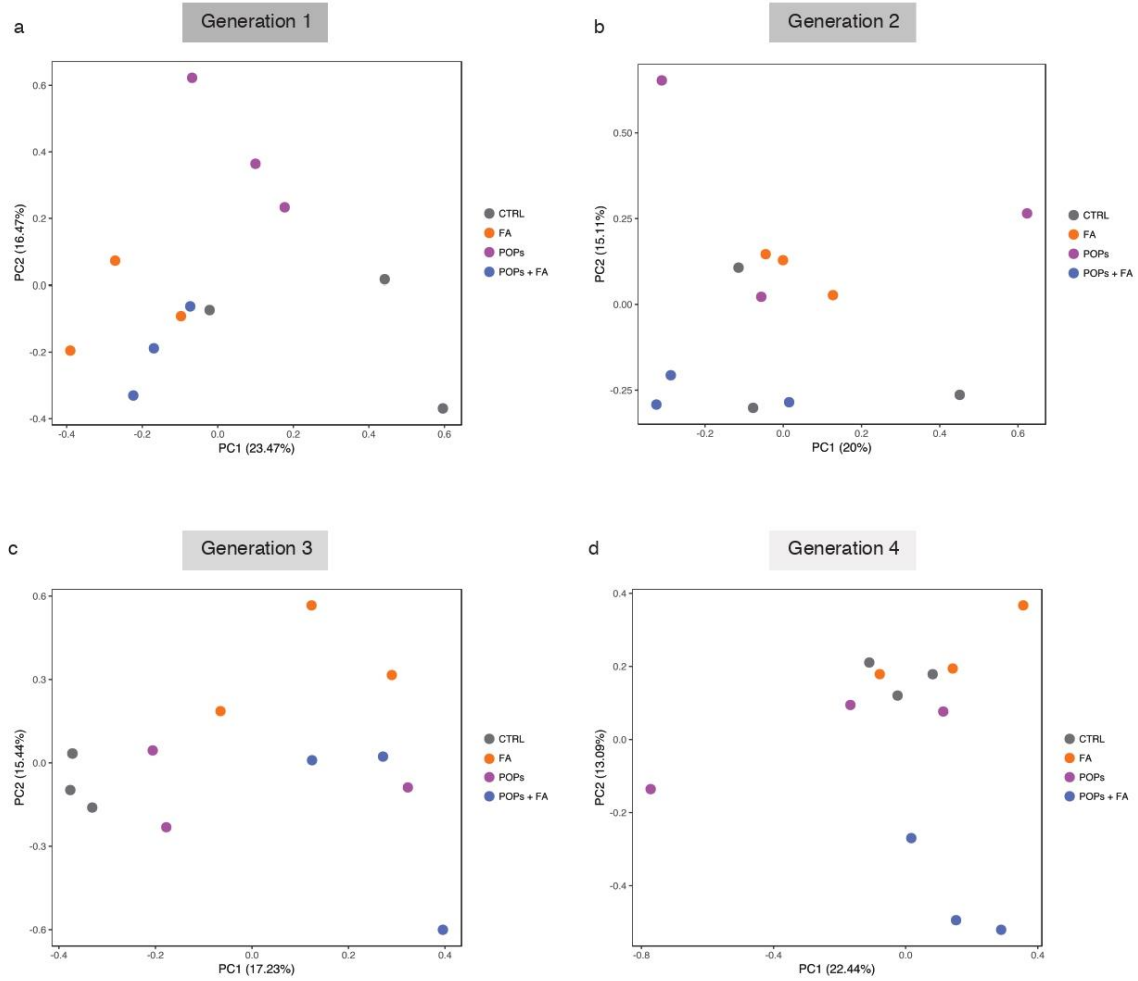 a
Generation 1
0.6
0.4
0.2
0.0
-0.2
-0.4
PC2 (16.47%)
-0.4
-0.2
0.0
0.2
0.4
0.6
PC1 (23.47%)
CTRL
FA
POPs
POPs + FA
b
Generation 2
0.50
0.25
0.00
-0.25
PC2 (15.11%)
-0.2
0.0
0.2
0.4
0.6
PC1 (20%)
CTRL
FA
POPs
POPs + FA
c
Generation 3
0.6
0.3
0.0
-0.3
-0.6
PC2 (15.44%)
-0.4
-0.2
0.0
0.2
0.4
PC1 (17.23%)
CTRL
FA
POPs
POPs + FA
d
Generation 4
0.4
0.2
0.0
-0.2
-0.4
PC2 (13.09%)
-0.8
-0.4
0.0
0.4
PC1 (22.44%)
CTRL
FA
POPs
POPs + FA